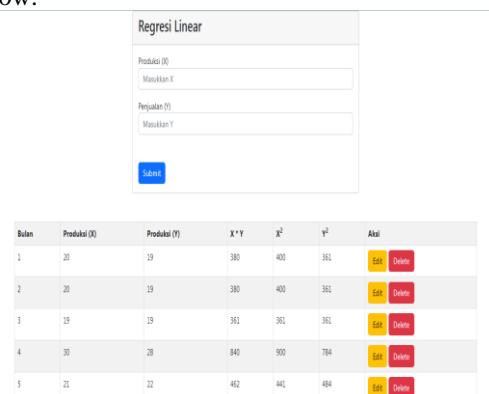 ow:
Regresi Linear
Produksi (X)
Masukkan X
Penjualan (Y)
Masukkan Y
Submit
Bulan Produksi (X) Produksi (Y) X * Y X² Y² Aksi
1 20 19 380 400 361 Edit Delete
2 20 19 380 400 361 Edit Delete
3 19 19 361 361 361 Edit Delete
4 30 28 840 900 784 Edit Delete
5 21 22 462 441 484 Edit Delete